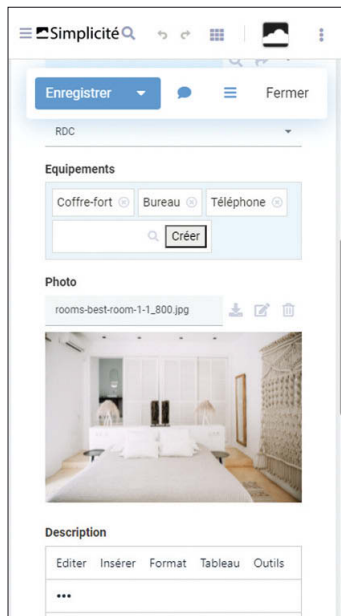 Simplicité
Enregistrer Fermer
RDC
Equipements
Coffre-fort Bureau Téléphone
Créer
Photo
rooms-best-room-1-1_800.jpg
Description
Editer Insérer Format Tableau Outils
•••